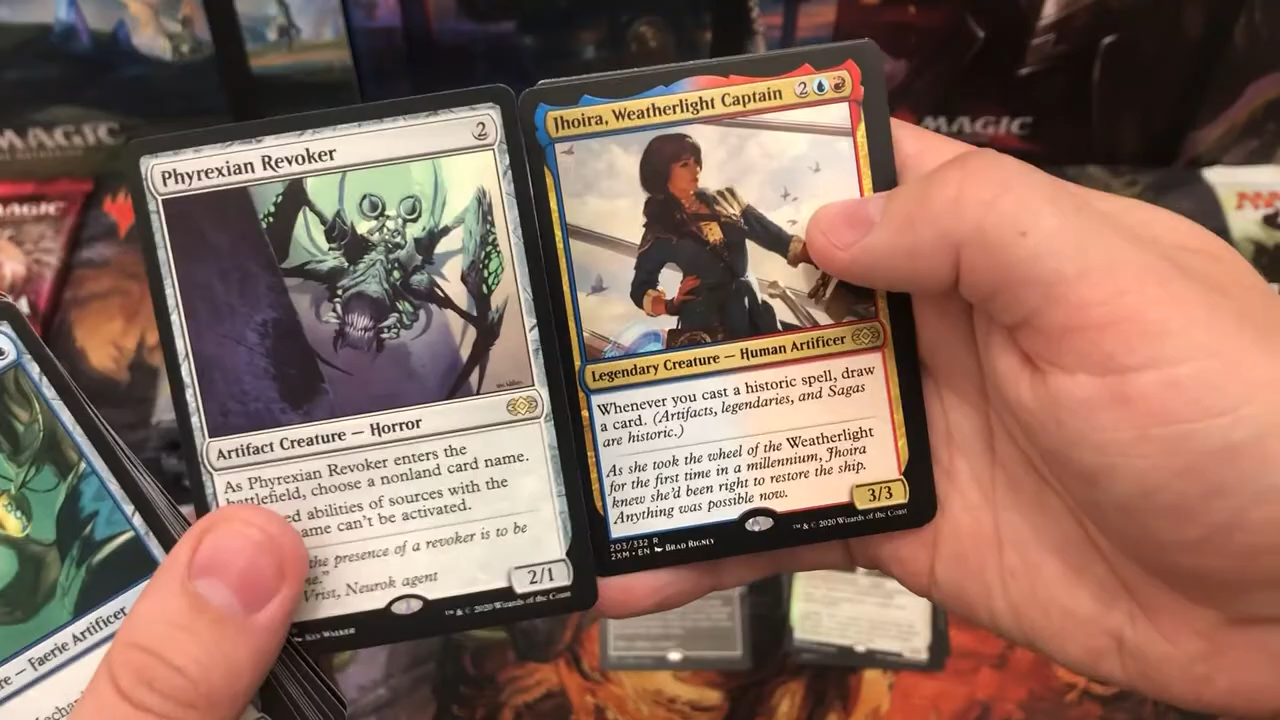 MAGIC
MAGIC
MAGIC
Phyrexian Revoker
2
Artifact Creature — Horror
As Phyrexian Revoker enters the
battlefield, choose a nonland card name.
abilities of sources with the
can't be activated.
the presence of a revoker is to be
Vrist, Neurok agent
2/1
™ & © 2020 Wizards of the Coast
Ken Walker
Jhoira, Weatherlight Captain
2
Legendary Creature — Human Artificer
Whenever you cast a historic spell, draw
a card. (Artifacts, legendaries, and Sagas
are historic.)
As she took the wheel of the Weatherlight
for the first time in a millennium, Jhoira
knew she'd been right to restore the ship.
Anything was possible now.
3/3
203/332 R
2XM • EN Brad Rigney
™ & © 2020 Wizards of the Coast
— Faerie Artificer